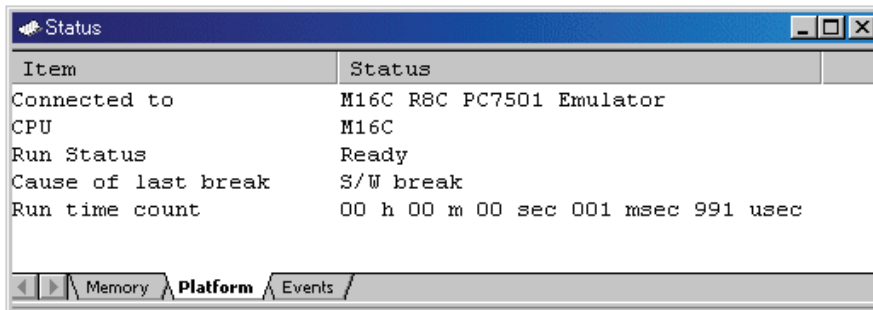 Status
Item Status
Connected to M16C R8C PC7501 Emulator
CPU M16C
Run Status Ready
Cause of last break S/W break
Run time count 00 h 00 m 00 sec 001 msec 991 usec
Memory Platform Events